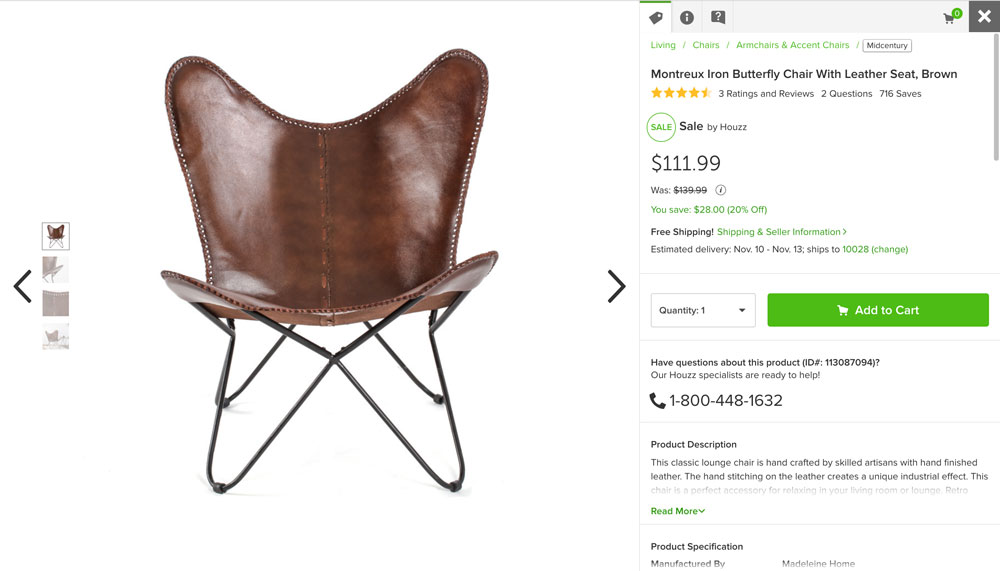 0
Living / Chairs / Armchairs & Accent Chairs / Midcentury
Montreux Iron Butterfly Chair With Leather Seat, Brown
3 Ratings and Reviews 2 Questions 716 Saves
SALE Sale by Houzz
$111.99
Was: $139.99 i
You save: $28.00 (20% Off)
Free Shipping! Shipping & Seller Information >
Estimated delivery: Nov. 10 - Nov. 13; ships to 10028 (change)
Quantity: 1
Add to Cart
Have questions about this product (ID#: 113087094)?
Our Houzz specialists are ready to help!
1-800-448-1632
Product Description
This classic lounge chair is hand crafted by skilled artisans with hand finished
leather. The hand stitching on the leather creates a unique industrial effect. This
chair is a perfect accessory for relaxing in your living room or lounge. Retro
Read More
Product Specification
Manufactured By Madeleine Home